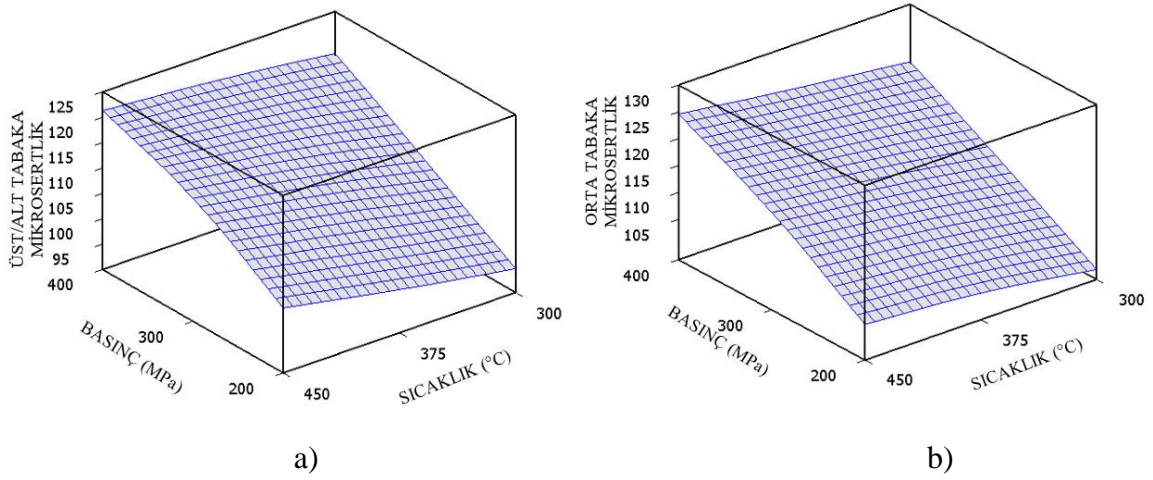 ÜST/ALT TABAKA
MİKROSERTLİK
125
120
115
110
105
100
95
400
300
200
BASINÇ (MPa)
450
375
300
SICAKLIK (°C)
a)
ORTA TABAKA
MİKROSERTLİK
130
125
120
115
110
105
400
300
200
BASINÇ (MPa)
450
375
300
SICAKLIK (°C)
b)